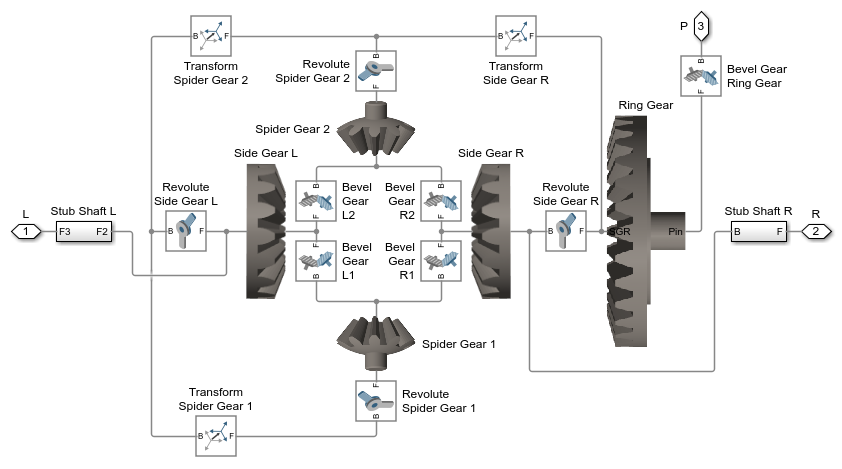 P 3
B F
B F
Transform
Spider Gear 2
Revolute
Spider Gear 2
B
F
Transform
Side Gear R
B
F
Bevel Gear
Ring Gear
Ring Gear
Spider Gear 2
Side Gear L
Side Gear R
Revolute
Side Gear L
B
F
Bevel
Gear
L2
Bevel
Gear
R2
B
F
Revolute
Side Gear R
L
1
Stub Shaft L
F3 F2
B F
B F
SGR
Pin
Stub Shaft R
B F
R
2
F
B
Bevel
Gear
L1
Bevel
Gear
R1
F
B
Spider Gear 1
Transform
Spider Gear 1
B F
F
B
Revolute
Spider Gear 1